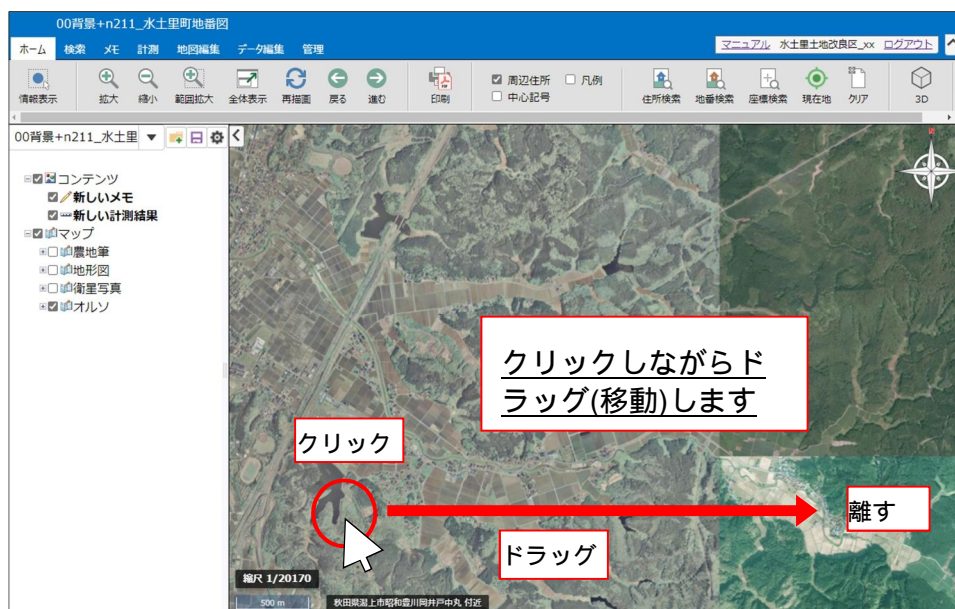 00背景+n211_水土里町地番図
ホーム 検索 メモ 計測 地図編集 データ編集 管理 マニュアル 水土里土地改良区_xx ログアウト
情報表示 拡大 縮小 範囲拡大 全体表示 再描画 戻る 進む 印刷 周辺住所 凡例 中心記号 住所検索 地番検索 座標検索 現在地 クリア 3D
00背景+n211_水土里
コンテンツ
新しいメモ
新しい計測結果
マップ
農地筆
地形図
衛星写真
オルソ
クリックしながらド
ラッグ(移動)します
クリック
離す
ドラッグ
縮尺 1/20170
500 m 秋田県潟上市昭和豊川岡井戸中丸 付近